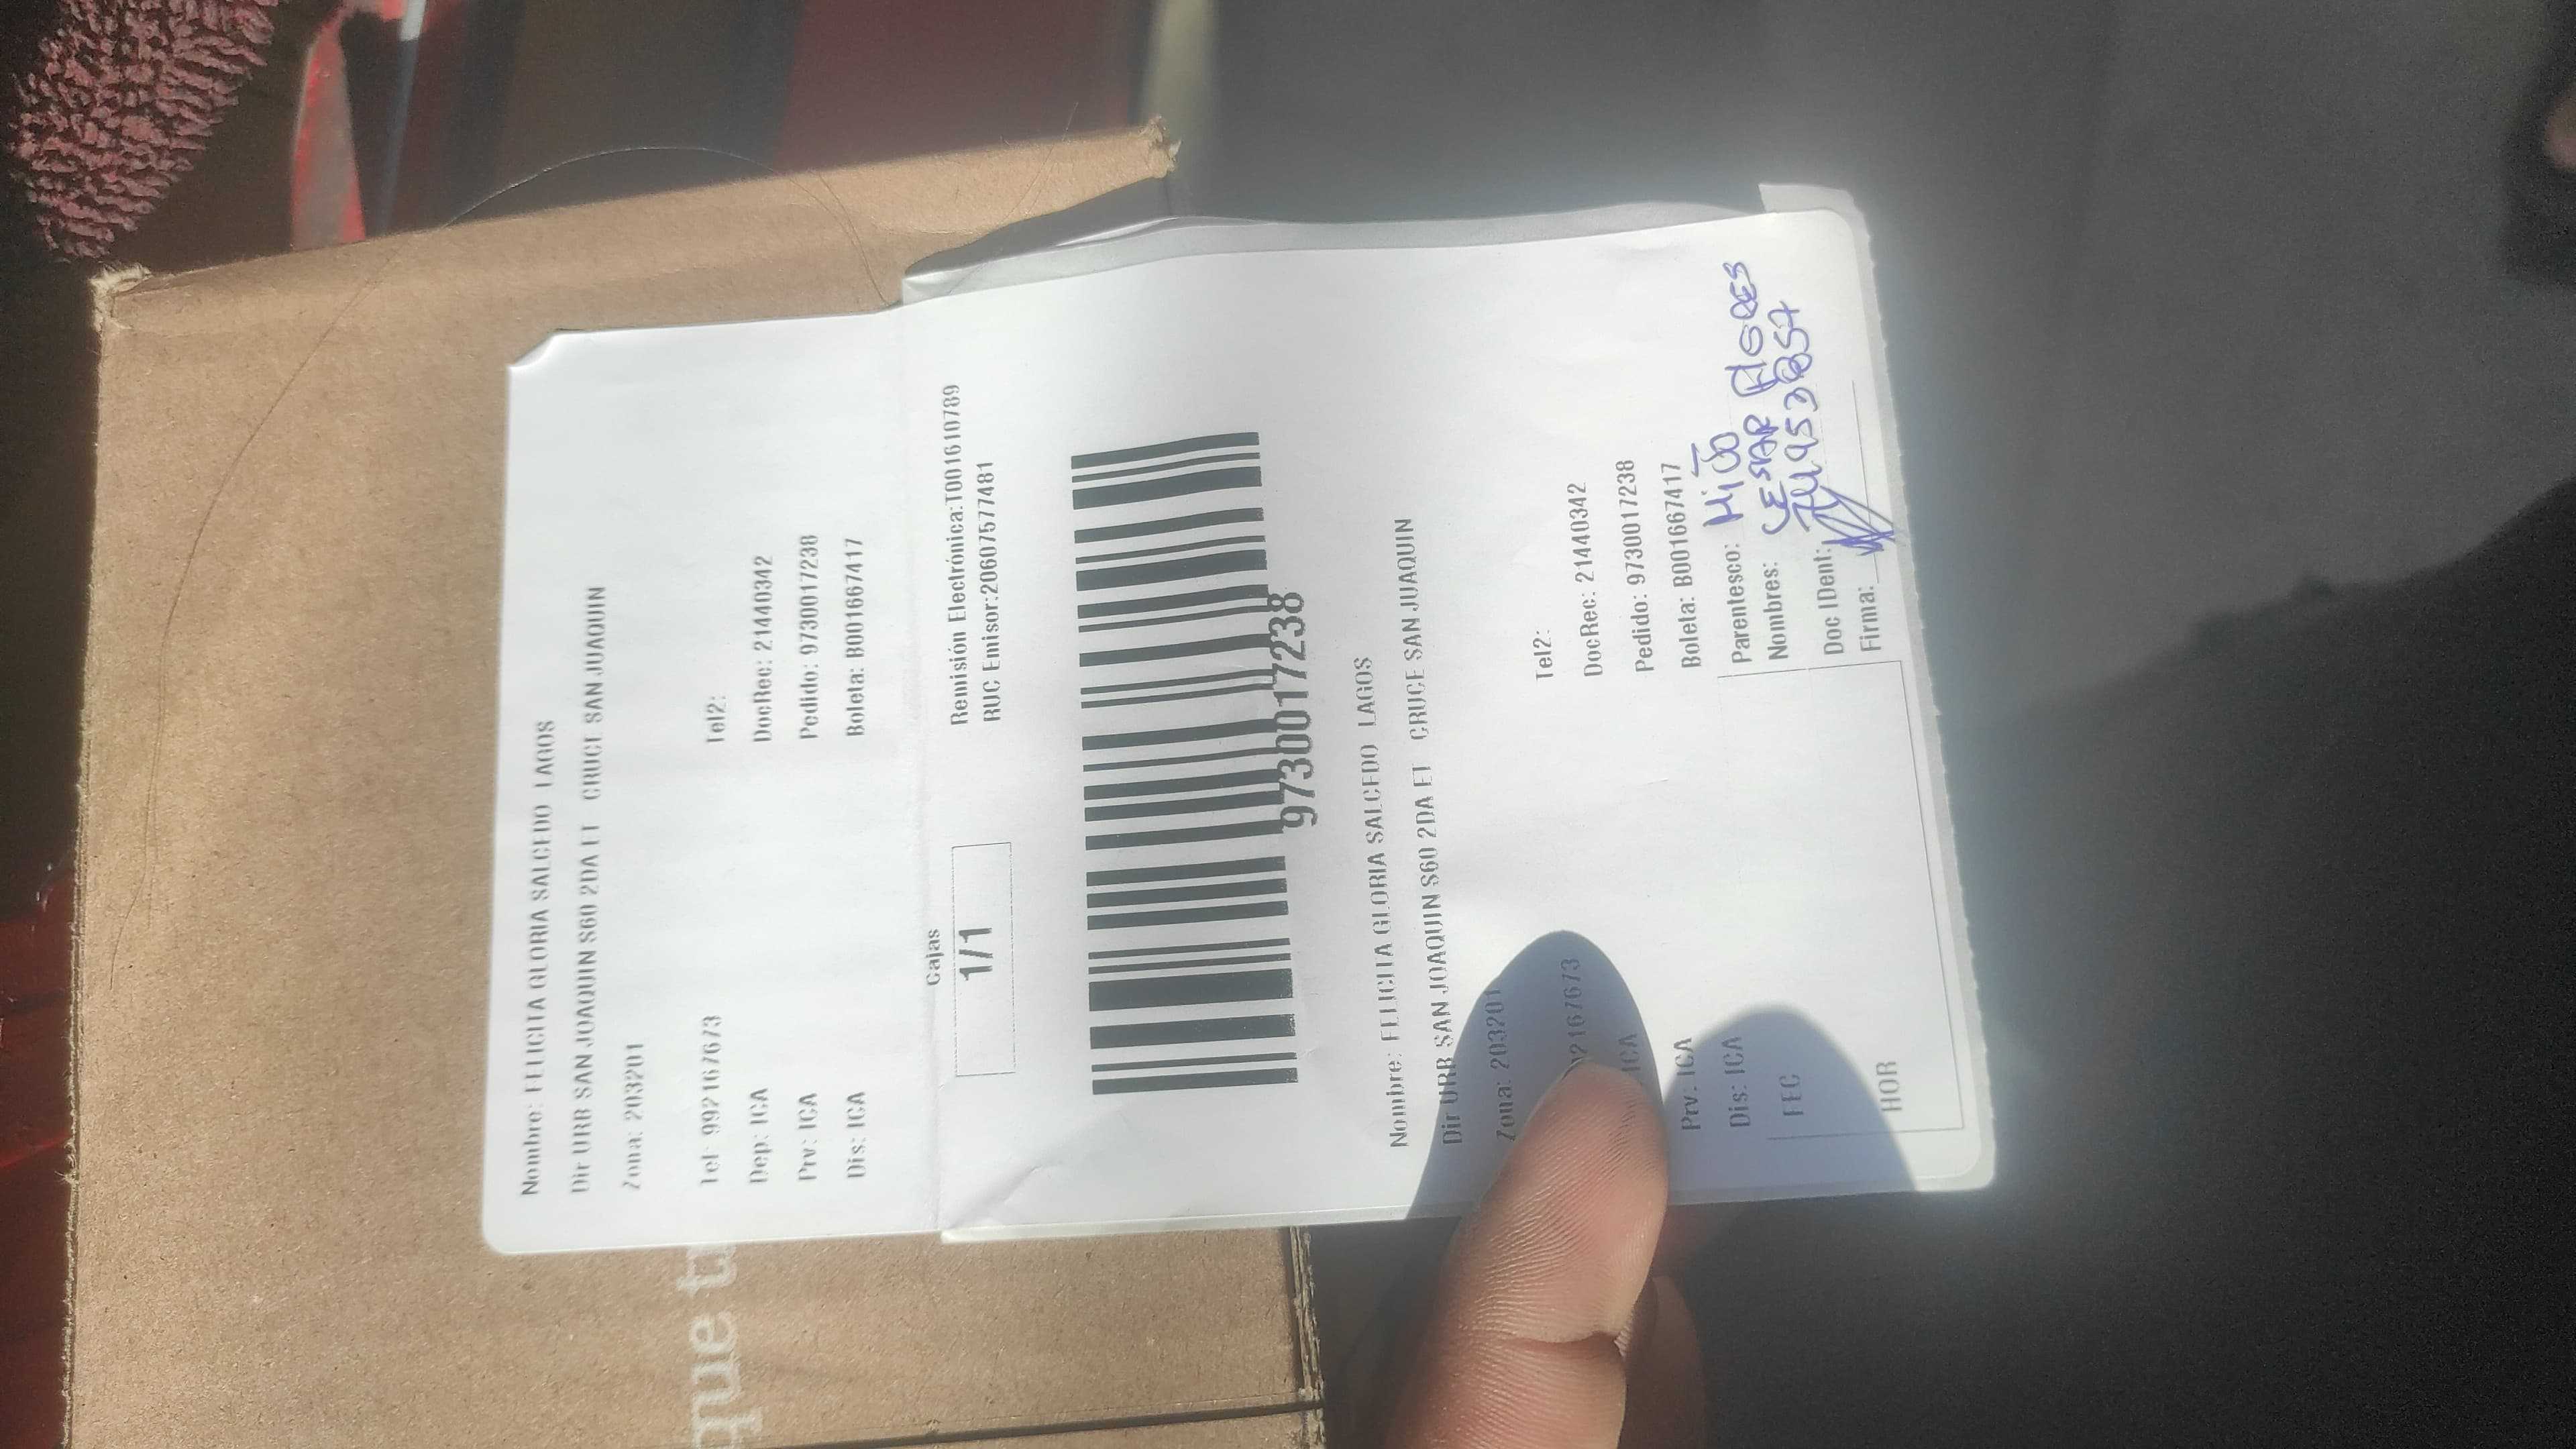 Nombre: FELICITA GLORIA SALCEDO LAGOS
Dir URB SAN JOAQUIN S60 2DA ET CRUCE SAN JUAQUIN
Zona: 203201
Tel: 992167673 Tel2:
Dep: ICA DocRec: 21440342
Prv: ICA Pedido: 9730017238
Dis: ICA Boleta: B001667417
Cajas
1/1
Remisión Electrónica:T001610789
RUC Emisor:20607577481
9730017238
Nombre: FELICITA GLORIA SALCEDO LAGOS
Dir URB SAN JOAQUIN S60 2DA ET CRUCE SAN JUAQUIN
Zona: 203201
92167673 Tel2:
ICA DocRec: 21440342
Prv: ICA Pedido: 9730017238
Dis: ICA Boleta: B001667417
FEC
HOR
Parentesco: Hijo
Nombres: CESAR
Doc IDent:
Firma:
que tu